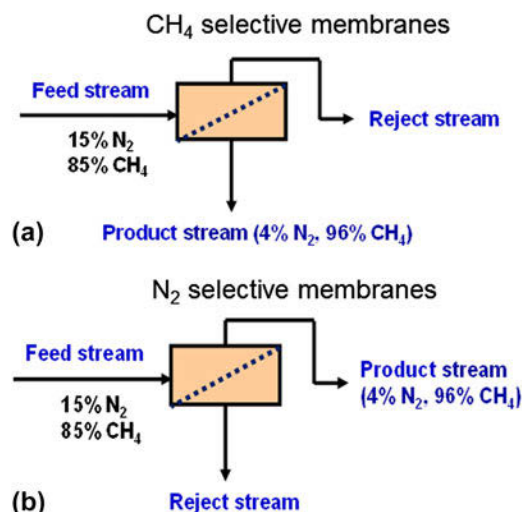 CH₄ selective membranes
Feed stream
15% N₂
85% CH₄
Reject stream
(a)
Product stream (4% N₂, 96% CH₄)
N₂ selective membranes
Feed stream
15% N₂
85% CH₄
Product stream
(4% N₂, 96% CH₄)
(b)
Reject stream